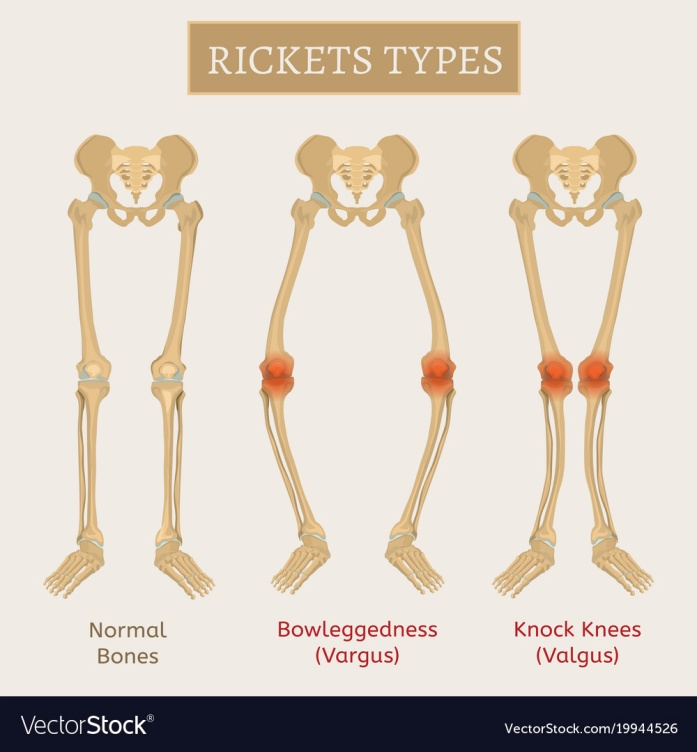 RICKETS TYPES
Normal
Bones
Bowleggedness
(Vargus)
Knock Knees
(Valgus)
VectorStock®
VectorStock.com/19944526